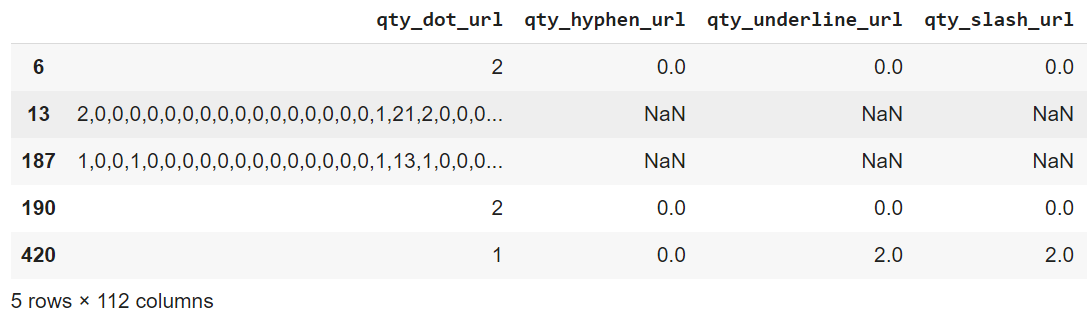 qty_dot_url qty_hyphen_url qty_underline_url qty_slash_url
6 2 0.0 0.0 0.0
13 2,0,0,0,0,0,0,0,0,0,0,0,0,0,0,0,0,1,21,2,0,0,0... NaN NaN NaN
187 1,0,0,1,0,0,0,0,0,0,0,0,0,0,0,0,0,1,13,1,0,0,0... NaN NaN NaN
190 2 0.0 0.0 0.0
420 1 0.0 2.0 2.0
5 rows × 112 columns